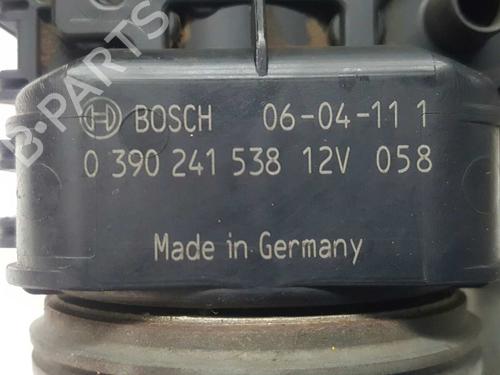 B-PARTS
BOSCH 06-04-11 1
0 390 241 538 12V 058
Made in Germany